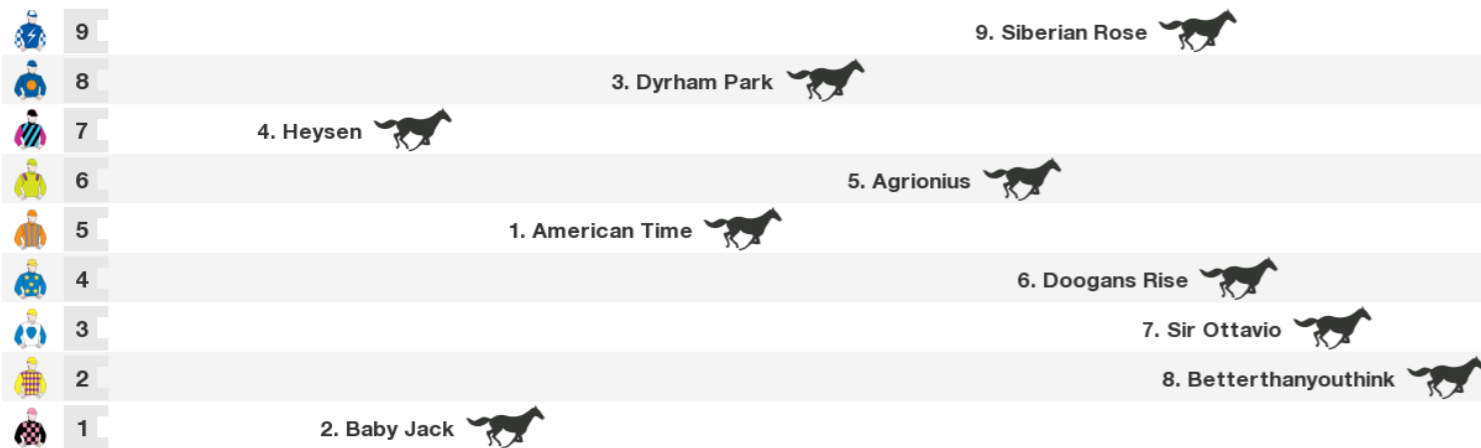 9 9. Siberian Rose
8 3. Dyrham Park
7 4. Heysen
6 5. Agrionius
5 1. American Time
4 6. Doogans Rise
3 7. Sir Ottavio
2 8. Betterthanyouthink
1 2. Baby Jack